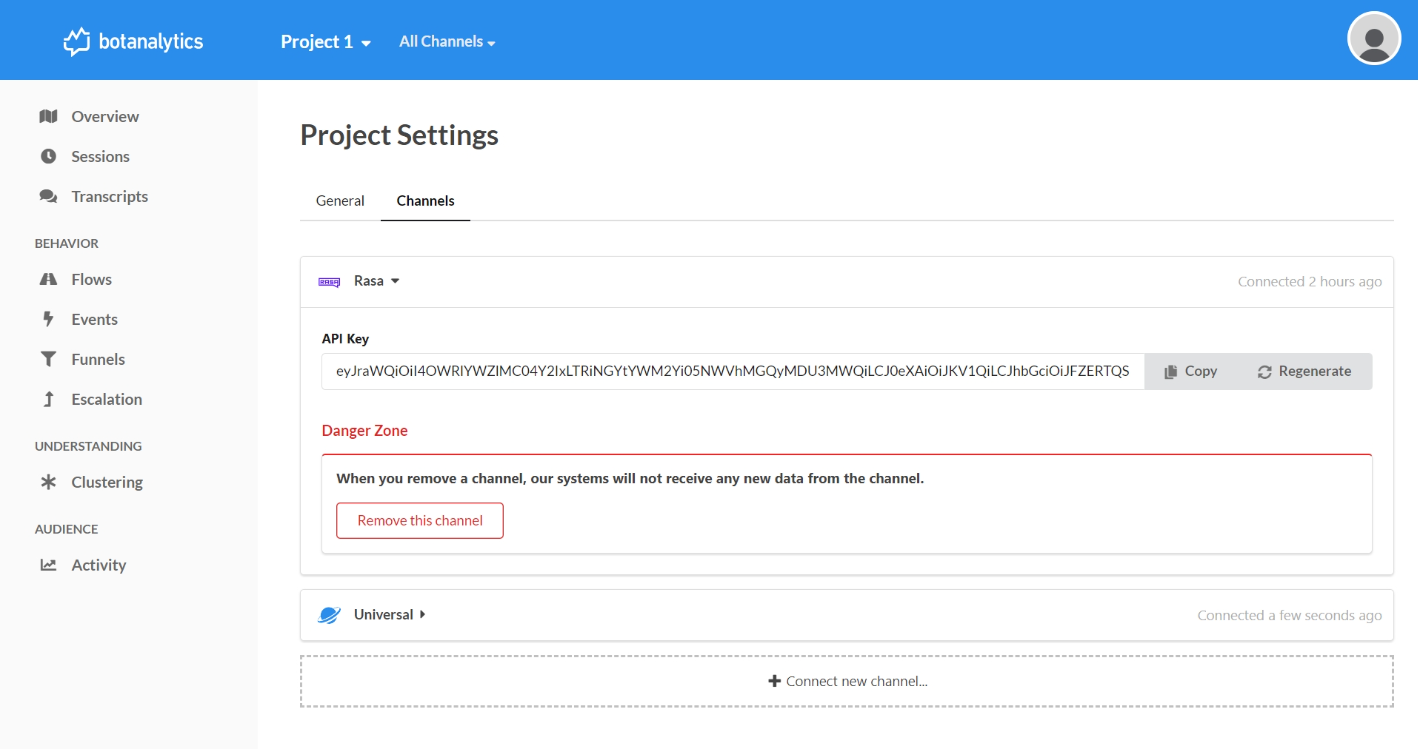 botanalytics
Project 1
All Channels
Overview
Sessions
Transcripts
BEHAVIOR
Flows
Events
Funnels
Escalation
UNDERSTANDING
Clustering
AUDIENCE
Activity
Project Settings
General Channels
RASA Rasa Connected 2 hours ago
API Key
eyJraWQiOiI4OWRlYWZlMC04Y2IxLTRiNGYtYWM2Yi05NWVhMGQyMDU3MWQiLCJ0eXAiOiJKV1QiLCJhbGciOiJFZERTQS Copy Regenerate
Danger Zone
When you remove a channel, our systems will not receive any new data from the channel.
Remove this channel
Universal Connected a few seconds ago
Connect new channel...